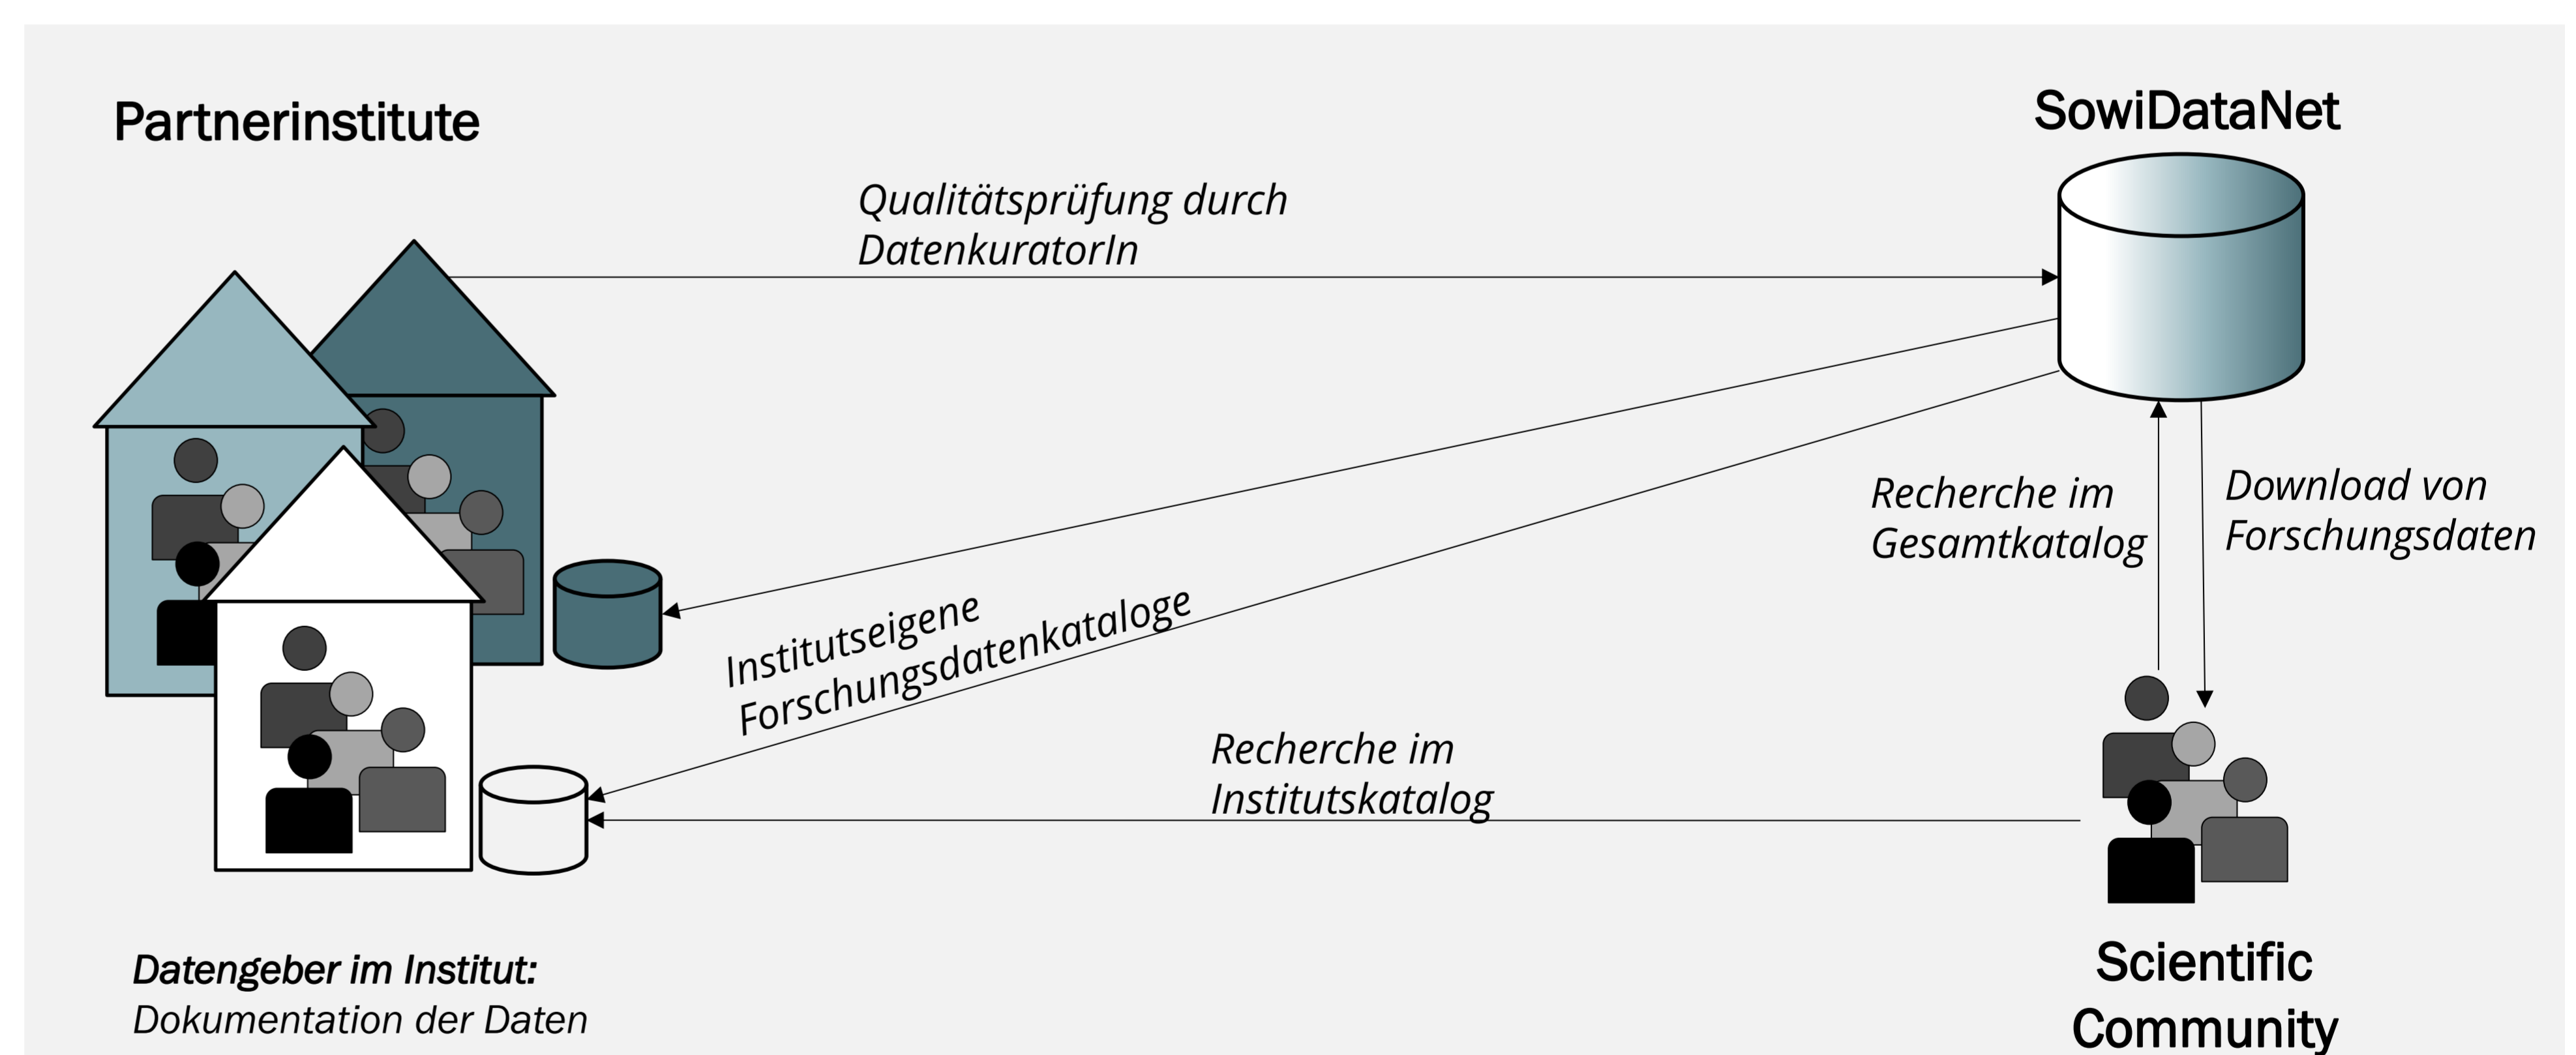 Partnerinstitute
SowiDataNet
Qualitätsprüfung durch
DatenkuratorIn
Recherche im
Gesamtkatalog
Download von
Forschungsdaten
Institutseigene
Forschungsdatenkataloge
Recherche im
Institutskatalog
Datengeber im Institut:
Dokumentation der Daten
Scientific
Community